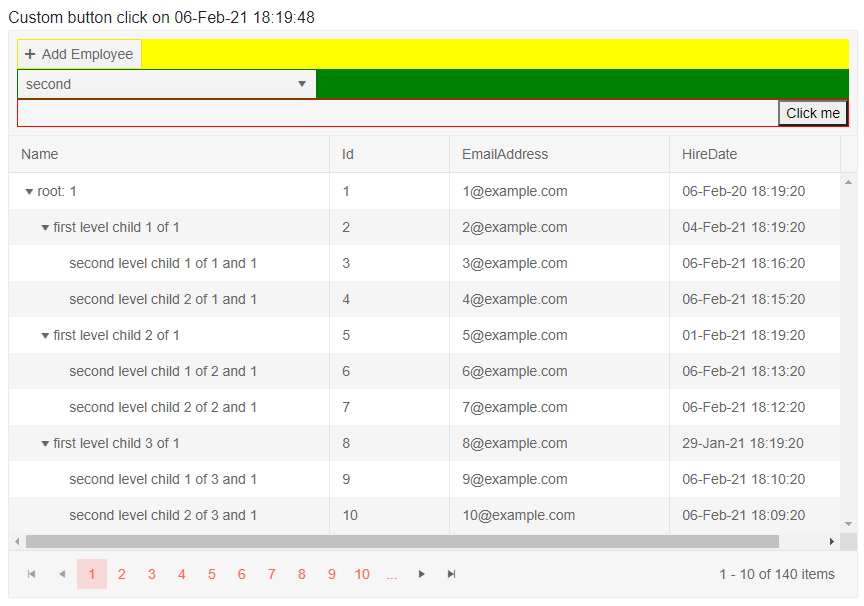 Custom button click on 06-Feb-21 18:19:48
+ Add Employee
second
Click me
Name Id EmailAddress HireDate
root: 1 1 1@example.com 06-Feb-20 18:19:20
first level child 1 of 1 2 2@example.com 04-Feb-21 18:19:20
second level child 1 of 1 and 1 3 3@example.com 06-Feb-21 18:16:20
second level child 2 of 1 and 1 4 4@example.com 06-Feb-21 18:15:20
first level child 2 of 1 5 5@example.com 01-Feb-21 18:19:20
second level child 1 of 2 and 1 6 6@example.com 06-Feb-21 18:13:20
second level child 2 of 2 and 1 7 7@example.com 06-Feb-21 18:12:20
first level child 3 of 1 8 8@example.com 29-Jan-21 18:19:20
second level child 1 of 3 and 1 9 9@example.com 06-Feb-21 18:10:20
second level child 2 of 3 and 1 10 10@example.com 06-Feb-21 18:09:20
1 2 3 4 5 6 7 8 9 10 ... 1 - 10 of 140 items